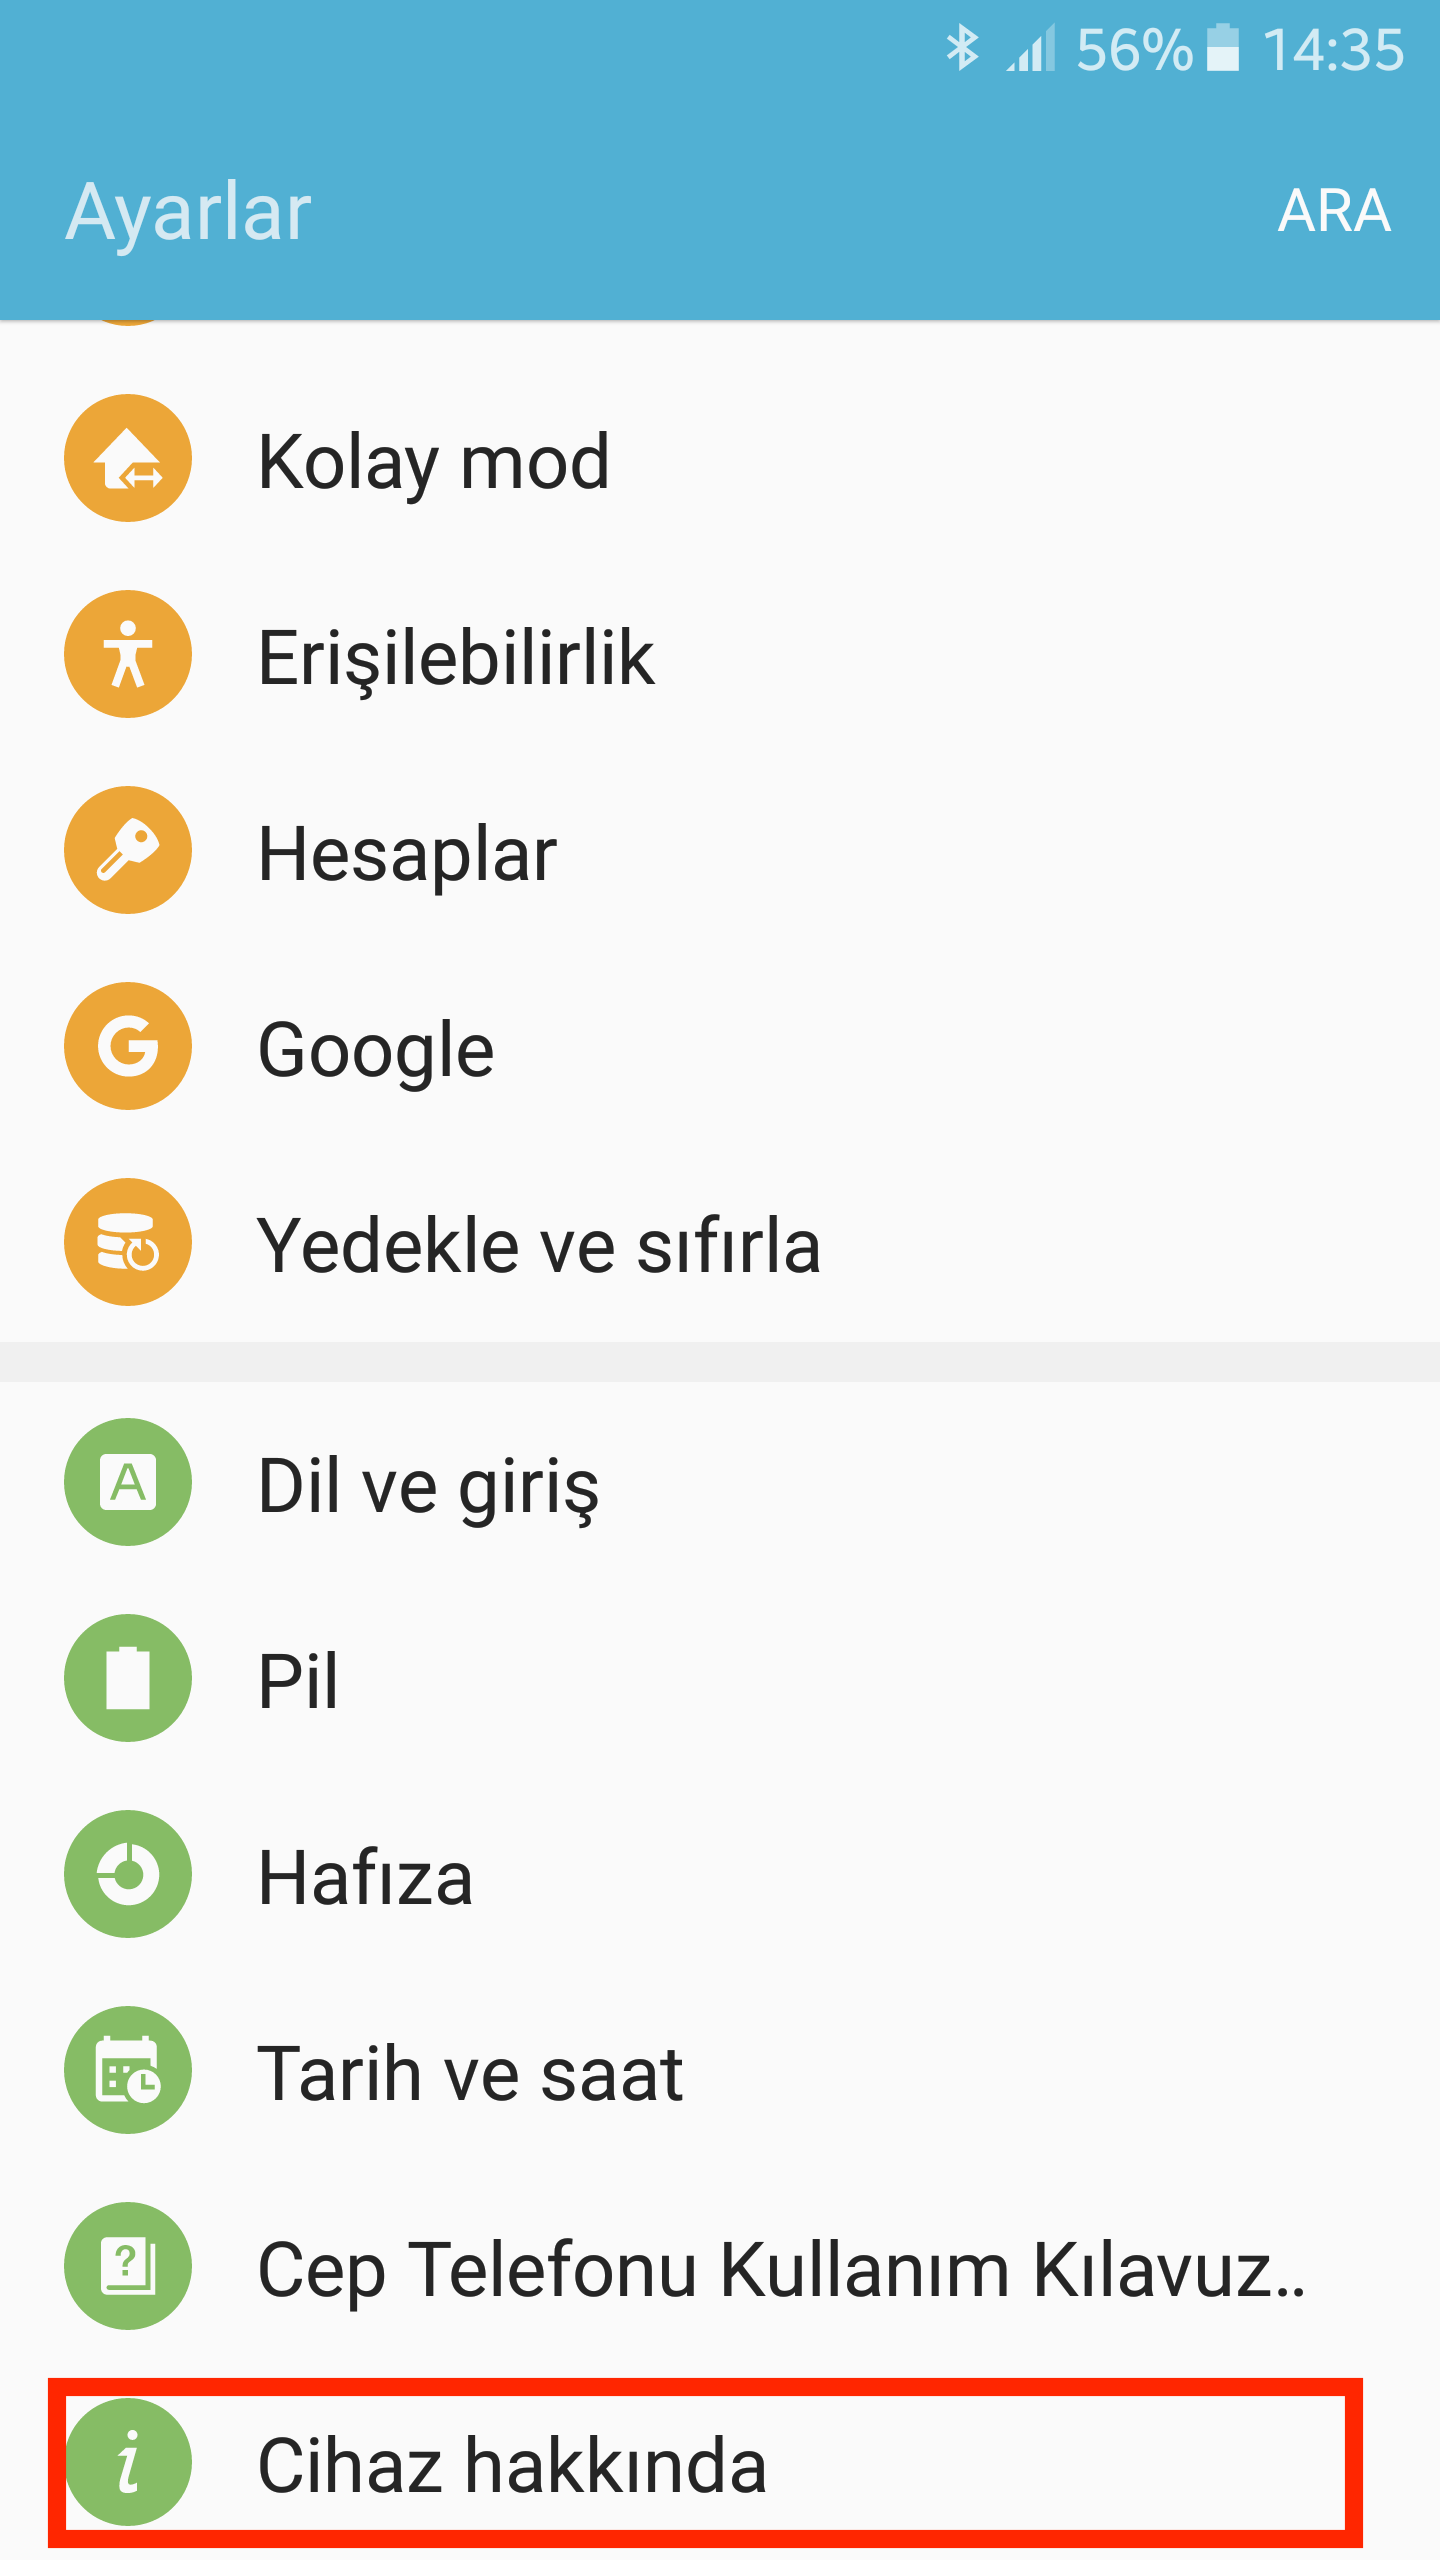 56% 14:35
Ayarlar ARA
Kolay mod
Erişilebilirlik
Hesaplar
Google
Yedekle ve sıfırla
Dil ve giriş
Pil
Hafıza
Tarih ve saat
Cep Telefonu Kullanım Kılavuz..
Cihaz hakkında